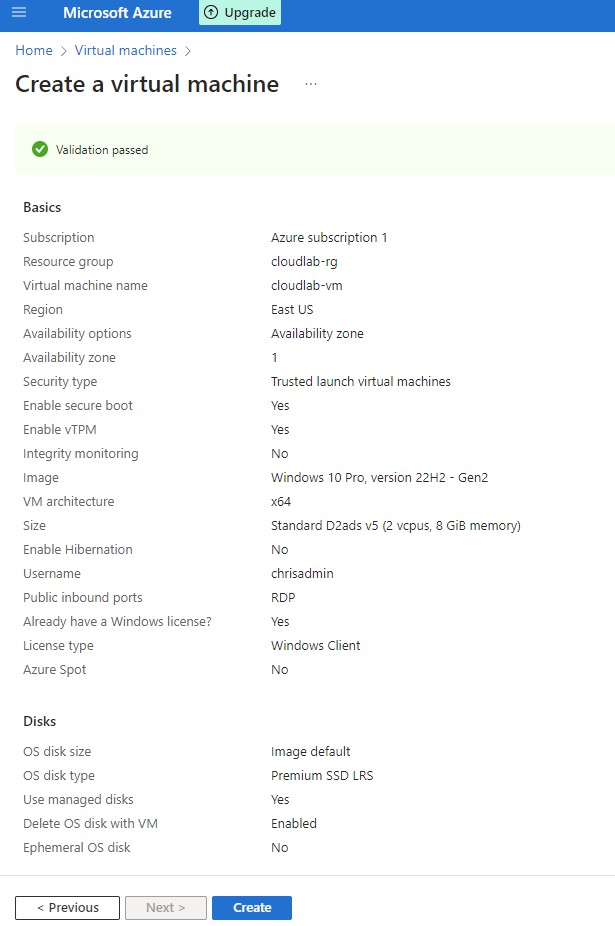 Microsoft Azure Upgrade
Home > Virtual machines >
Create a virtual machine ...
Validation passed
Basics
Subscription Azure subscription 1
Resource group cloudlab-rg
Virtual machine name cloudlab-vm
Region East US
Availability options Availability zone
Availability zone 1
Security type Trusted launch virtual machines
Enable secure boot Yes
Enable vTPM Yes
Integrity monitoring No
Image Windows 10 Pro, version 22H2 - Gen2
VM architecture x64
Size Standard D2ads v5 (2 vcpus, 8 GiB memory)
Enable Hibernation No
Username chrisadmin
Public inbound ports RDP
Already have a Windows license? Yes
License type Windows Client
Azure Spot No
Disks
OS disk size Image default
OS disk type Premium SSD LRS
Use managed disks Yes
Delete OS disk with VM Enabled
Ephemeral OS disk No
< Previous Next > Create